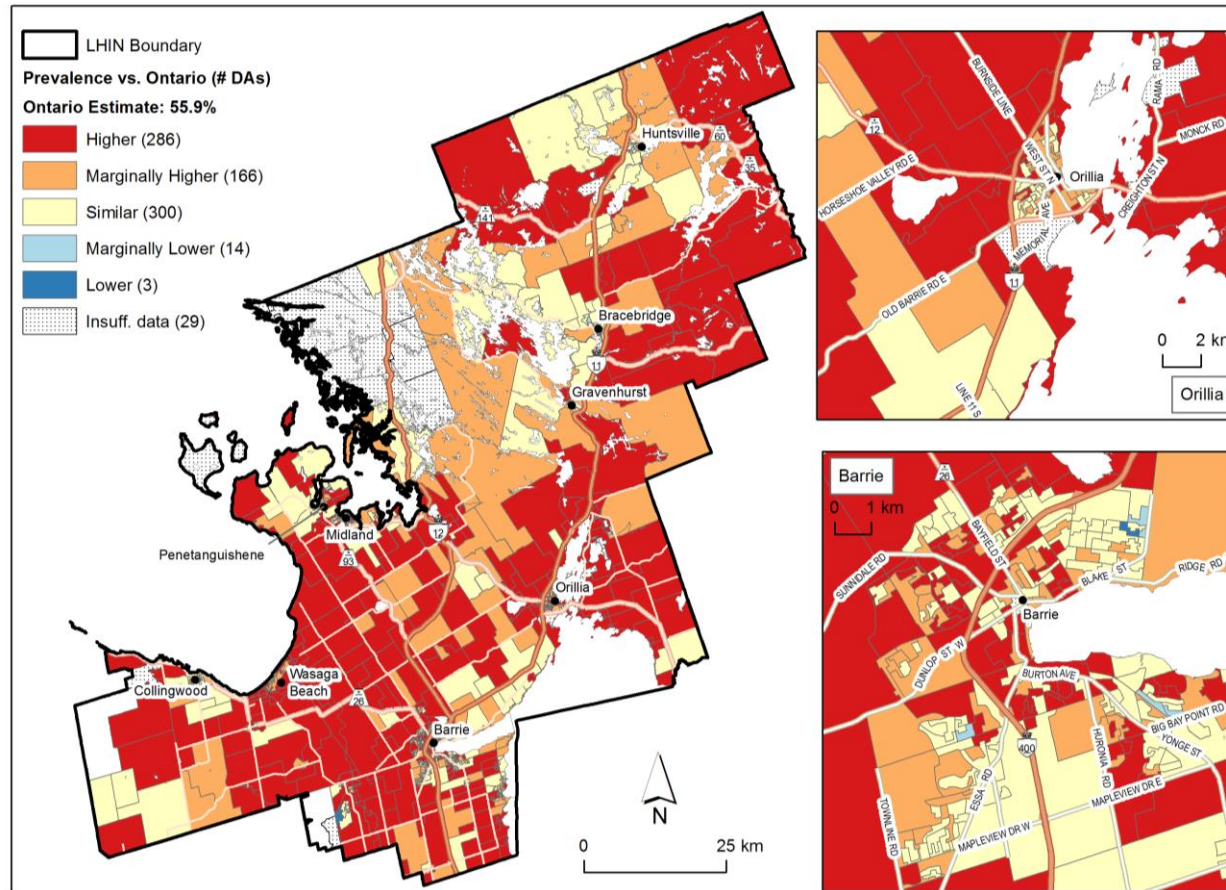 LHIN Boundary
Prevalence vs. Ontario (# DAs)
Ontario Estimate: 55.9%
Higher (286)
Marginally Higher (166)
Similar (300)
Marginally Lower (14)
Lower (3)
Insuff. data (29)
Huntsville
60
35
141
Bracebridge
11
Gravenhurst
Midland
12
Penetanguishene
93
Orillia
Collingwood
Wasaga
Beach
26
Barrie
N
0 25 km
BURNSIDE LINE
RAMA RD
12
MONCK RD
WEST ST N
Orillia
HORSESHOE VALLEY RD E
CREIGHTON ST N
MEMORIAL AVE
11
OLD BARRIE RD E
LINE 11 S
0 2 km
Orillia
Barrie
0 1 km
26
BAYFIELD ST
SUNNIDALE RD
BLAKE ST
RIDGE RD
Barrie
DUNLOP ST W
BURTON AVE
BIG BAY POINT RD
YONGE ST
HURONIA RD
400
ESSA RD
MAPLEVIEW DR E
TOWNLINE RD
MAPLEVIEW DR W